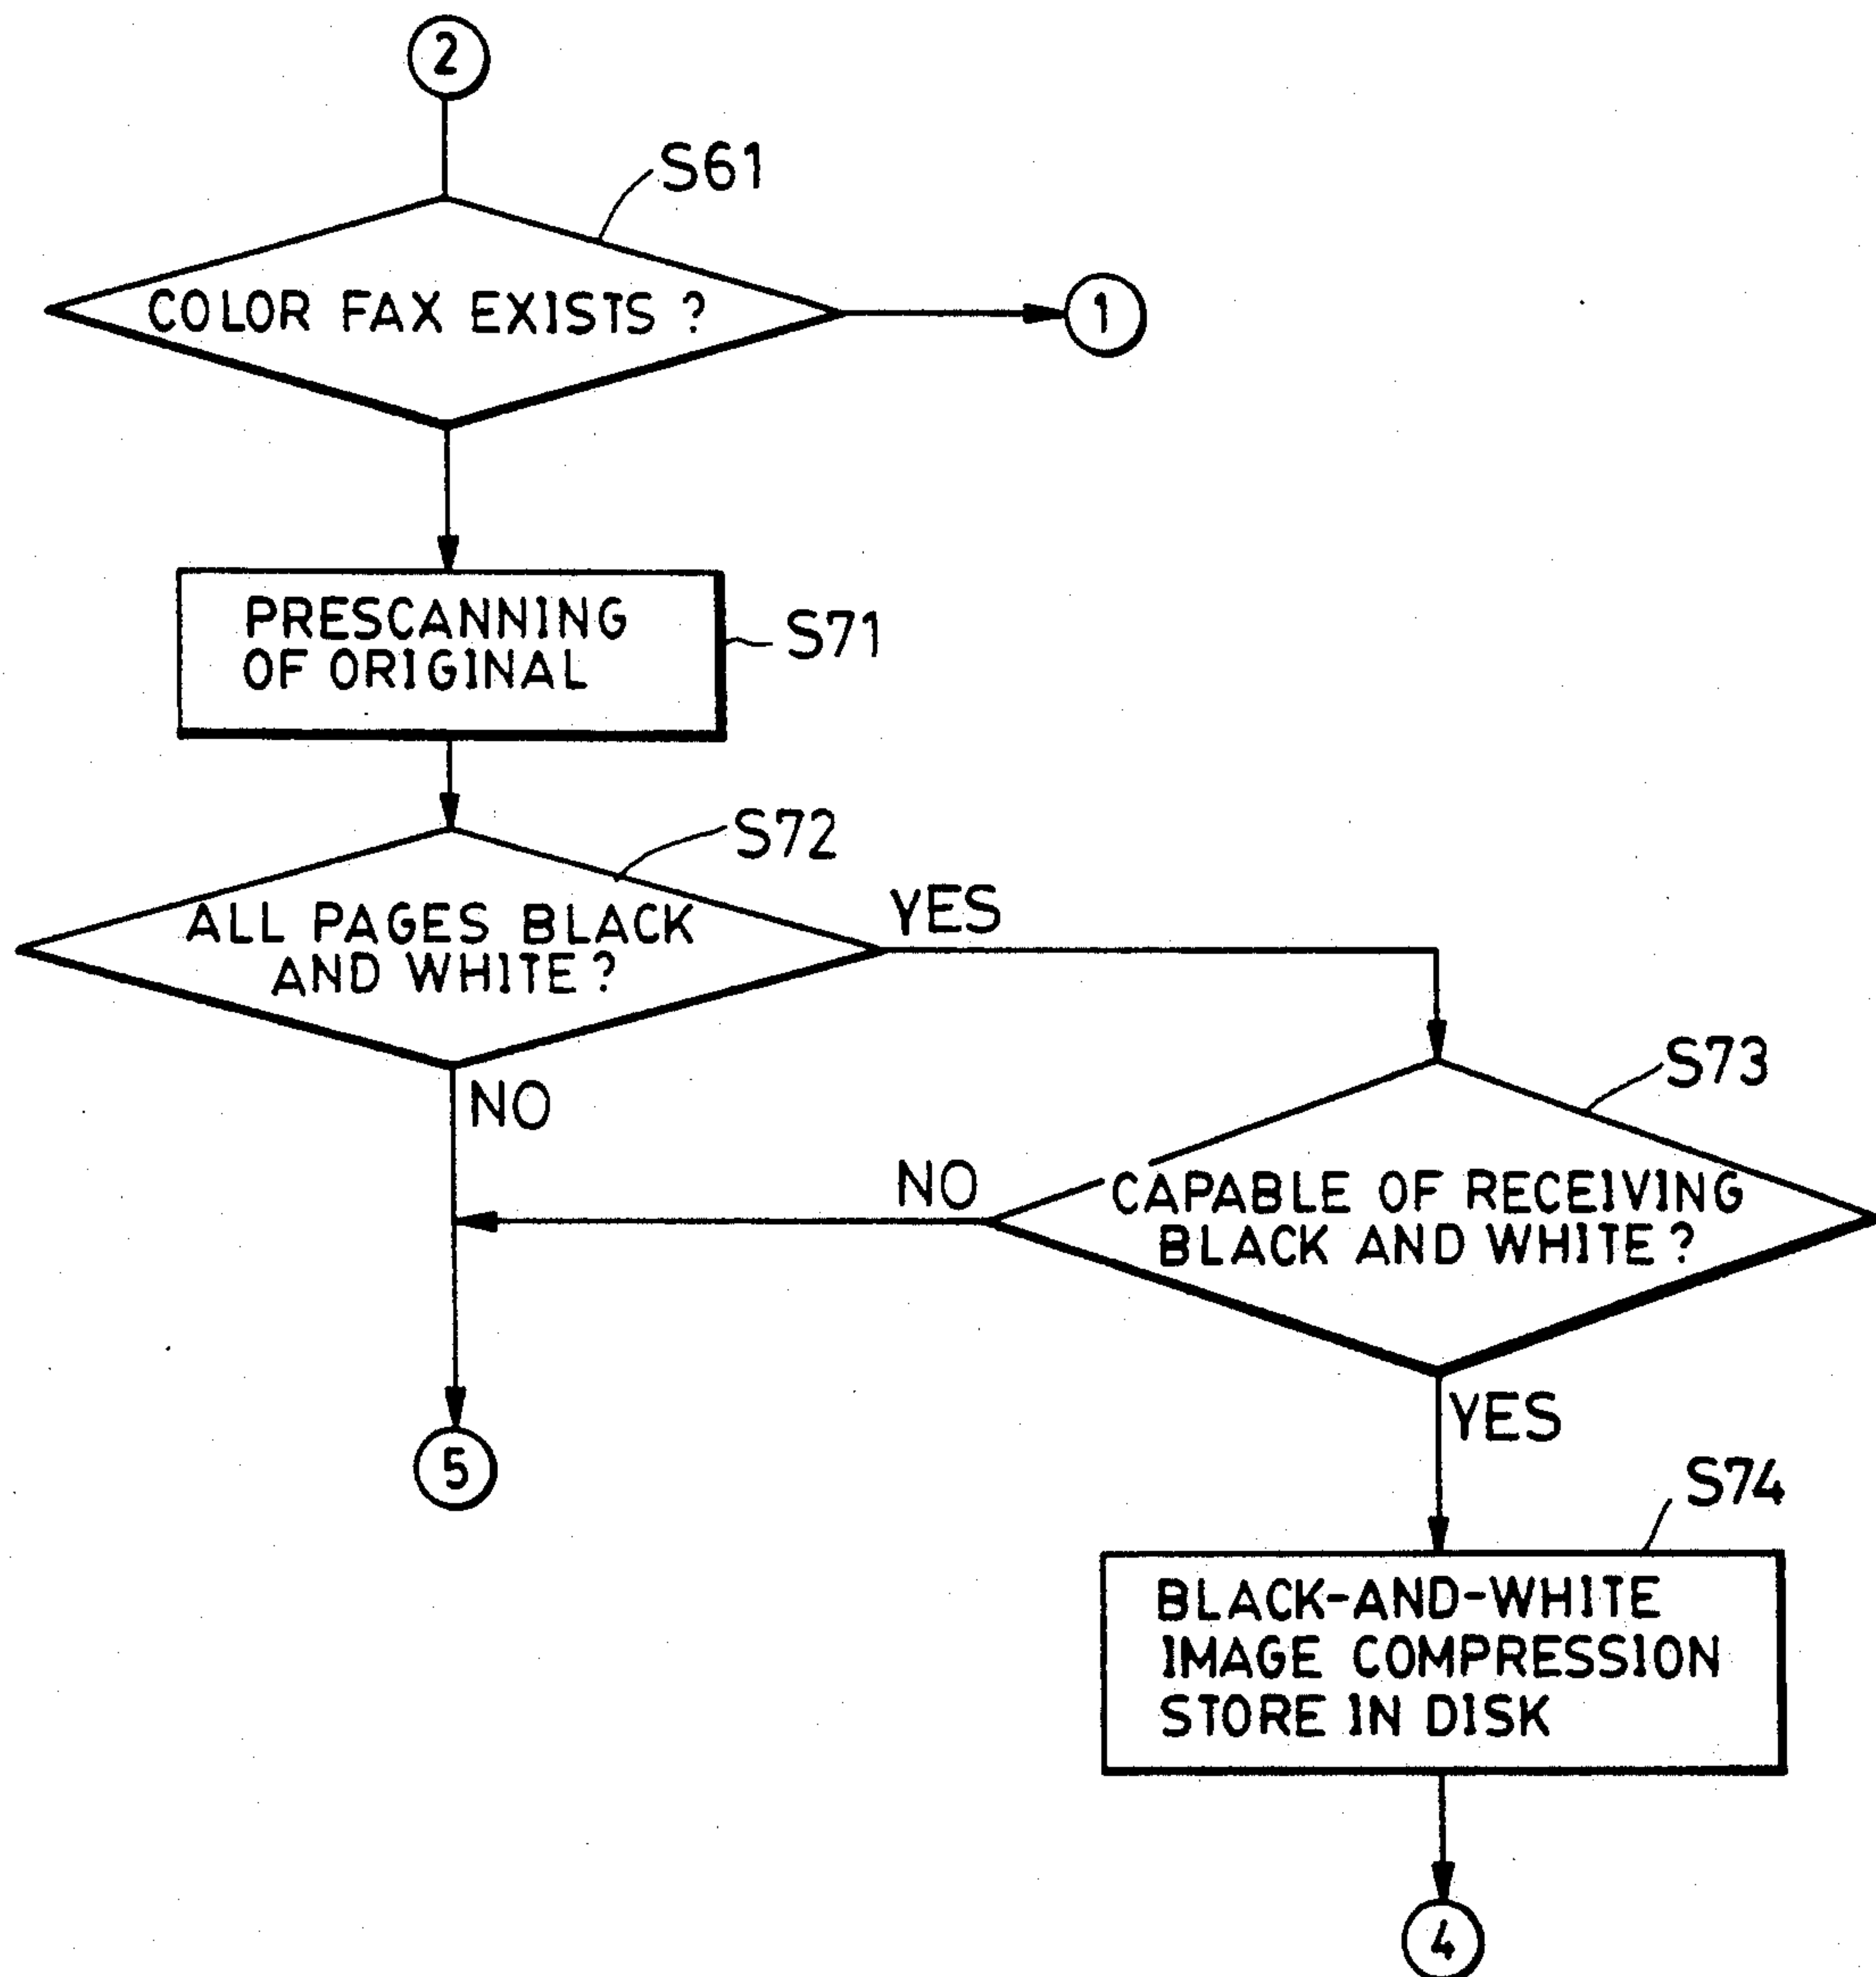 2
S61
COLOR FAX EXISTS ?
1
PRESCANNING
OF ORIGINAL
S71
S72
ALL PAGES BLACK
AND WHITE ?
YES
NO
S73
NO
CAPABLE OF RECEIVING
BLACK AND WHITE ?
YES
5
S74
BLACK-AND-WHITE
IMAGE COMPRESSION
STORE IN DISK
4